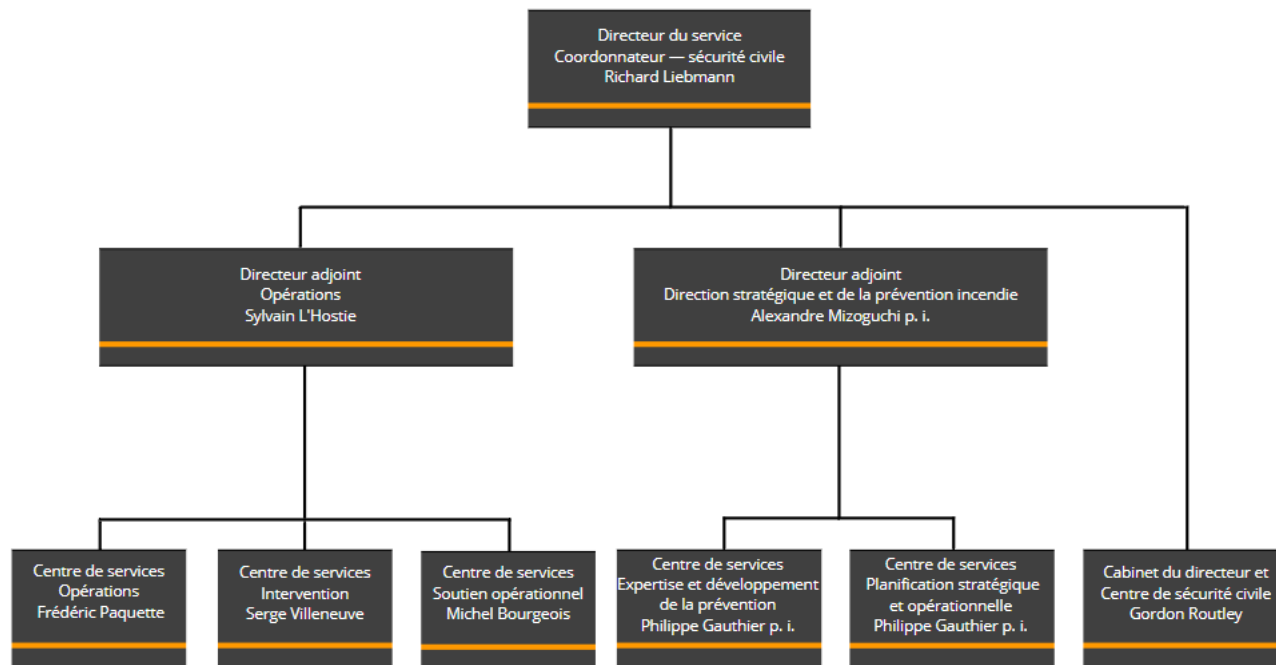 Directeur du service
Coordonnateur — sécurité civile
Richard Liebmann
Directeur adjoint
Opérations
Sylvain L'Hostie
Directeur adjoint
Direction stratégique et de la prévention incendie
Alexandre Mizoguchi p. i.
Centre de services
Opérations
Frédéric Paquette
Centre de services
Intervention
Serge Villeneuve
Centre de services
Soutien opérationnel
Michel Bourgeois
Centre de services
Expertise et développement
de la prévention
Philippe Gauthier p. i.
Centre de services
Planification stratégique
et opérationnelle
Philippe Gauthier p. i.
Cabinet du directeur et
Centre de sécurité civile
Gordon Routley